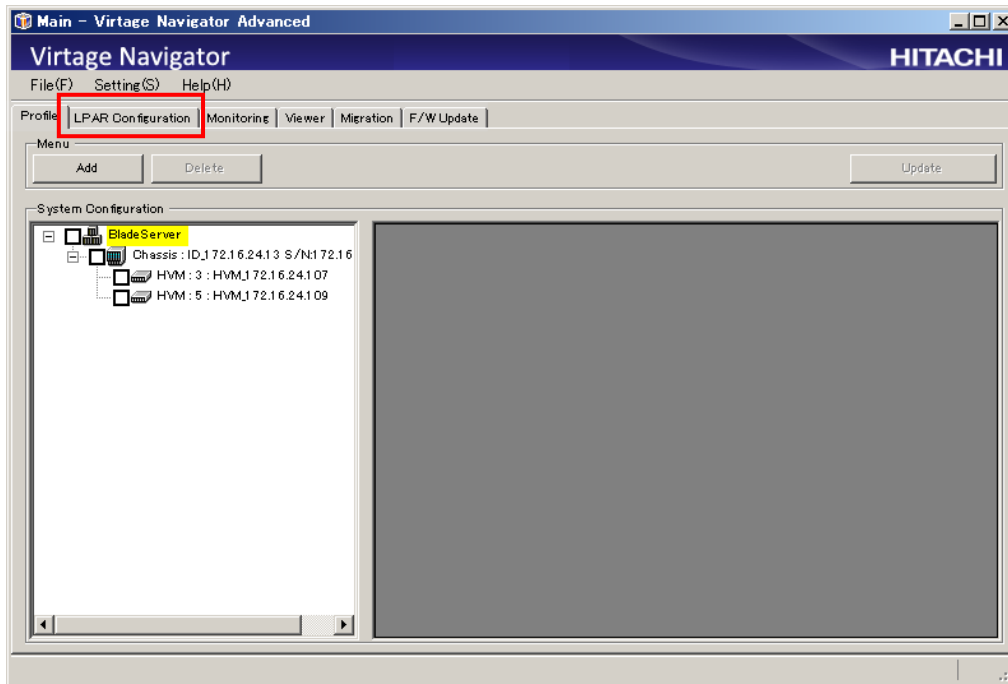 Main - Virtage Navigator Advanced
Virtage Navigator
HITACHI
File(F) Setting(S) Help(H)
Profile LPAR Configuration Monitoring Viewer Migration F/W Update
Menu
Add Delete Update
System Configuration
BladeServer
Chassis : ID_172.16.24.13 S/N:172.16
HVM : 3 : HVM_172.16.24.107
HVM : 5 : HVM_172.16.24.109